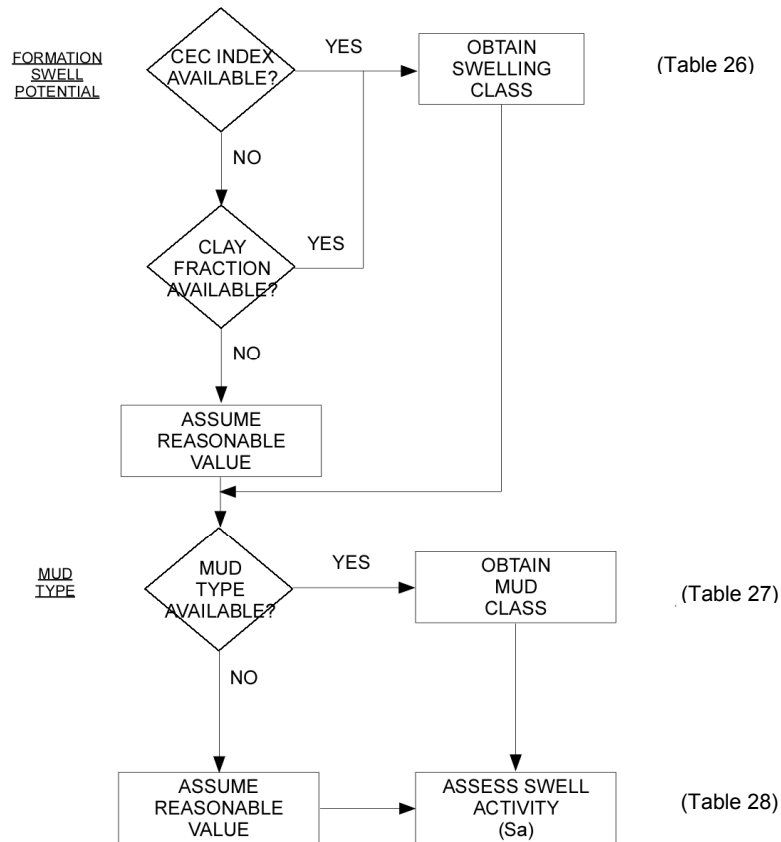 FORMATION
SWELL
POTENTIAL
CEC INDEX
AVAILABLE?
YES
OBTAIN
SWELLING
CLASS
(Table 26)
NO
CLAY
FRACTION
AVAILABLE?
YES
NO
ASSUME
REASONABLE
VALUE
MUD
TYPE
MUD
TYPE
AVAILABLE?
YES
OBTAIN
MUD
CLASS
(Table 27)
NO
ASSUME
REASONABLE
VALUE
ASSESS SWELL
ACTIVITY
(Sa)
(Table 28)